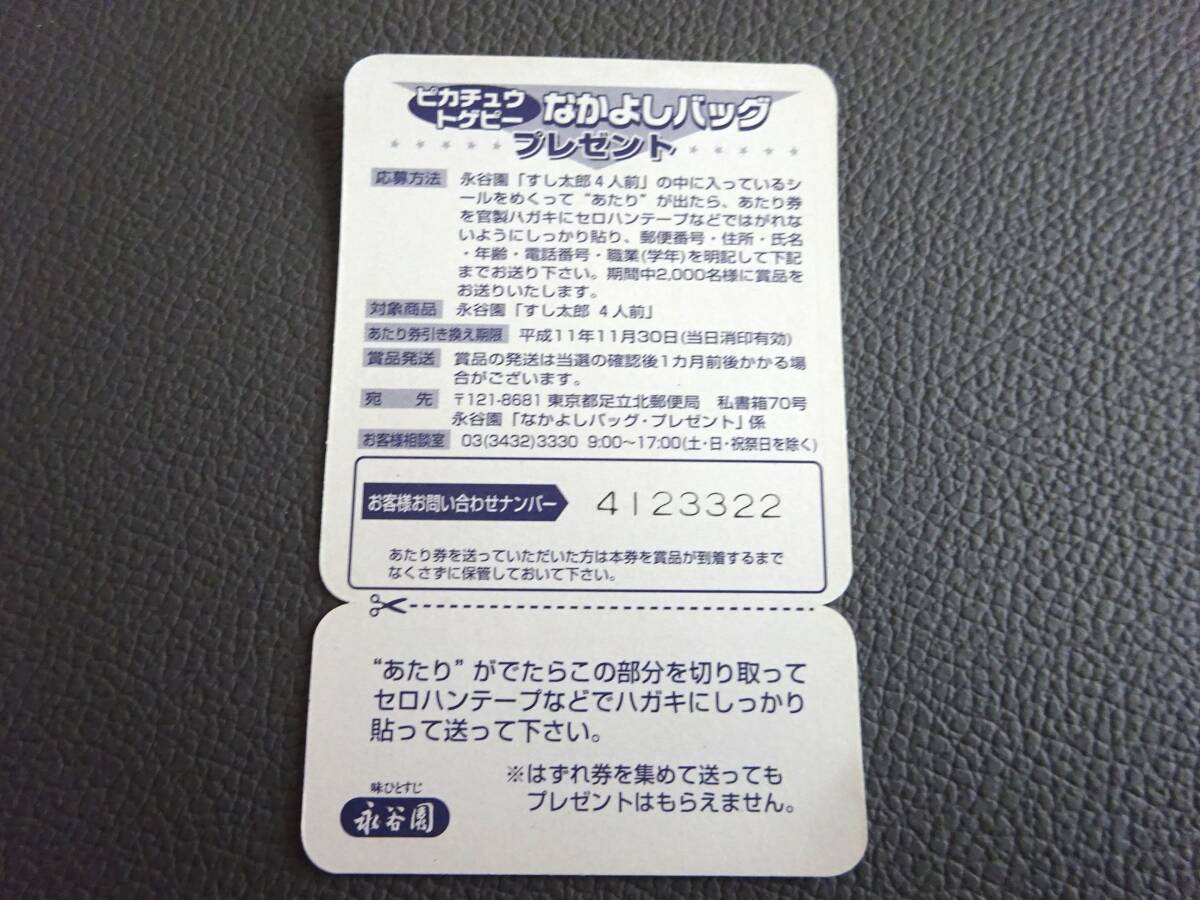 ピカチュウ
トゲピー
なかよしバッグ
プレゼント
応募方法 永谷園「すし太郎4人前」の中に入っているシ
ールをめくって“あたり”が出たら、あたり券
を官製ハガキにセロハンテープなどではがれな
いようにしっかり貼り、郵便番号・住所・氏名
・年齢・電話番号・職業(学年)を明記して下記
までお送り下さい。期間中2,000名様に賞品を
お送りいたします。
対象商品 永谷園「すし太郎 4人前」
あたり券引き換え期限 平成11年11月30日(当日消印有効)
賞品発送 賞品の発送は当選の確認後1カ月前後かかる場
合がございます。
宛 先 〒121-8681 東京都足立北郵便局 私書箱70号
永谷園「なかよしバッグ・プレゼント」係
お客様相談室 03(3432)3330 9:00〜17:00(土・日・祝祭日を除く)
お客様お問い合わせナンバー 4123322
あたり券を送っていただいた方は本券を賞品が到着するまで
なくさずに保管しておいて下さい。
“あたり”がでたらこの部分を切り取って
セロハンテープなどでハガキにしっかり
貼って送って下さい。
※はずれ券を集めて送っても
プレゼントはもらえません。
味ひとすじ
永谷園